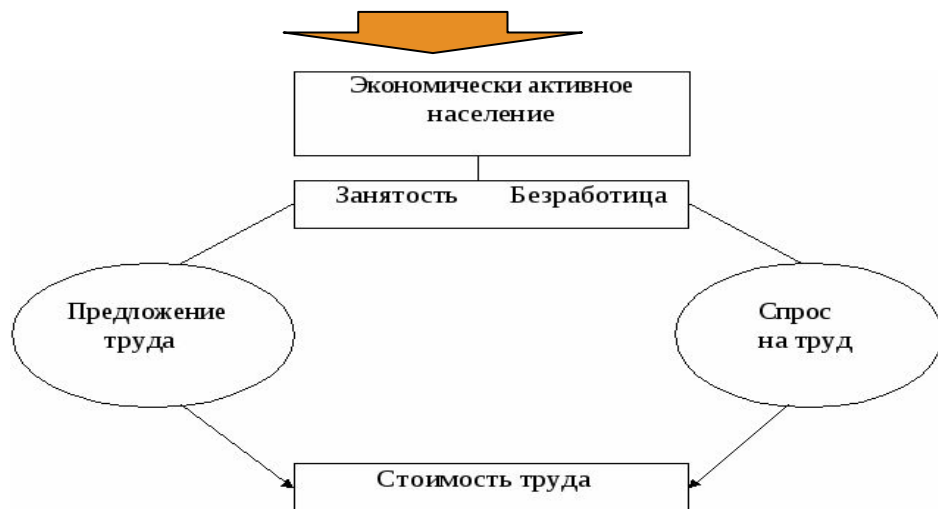 Экономически активное
население
Занятость Безработица
Предложение
труда
Спрос
на труд
Стоимость труда